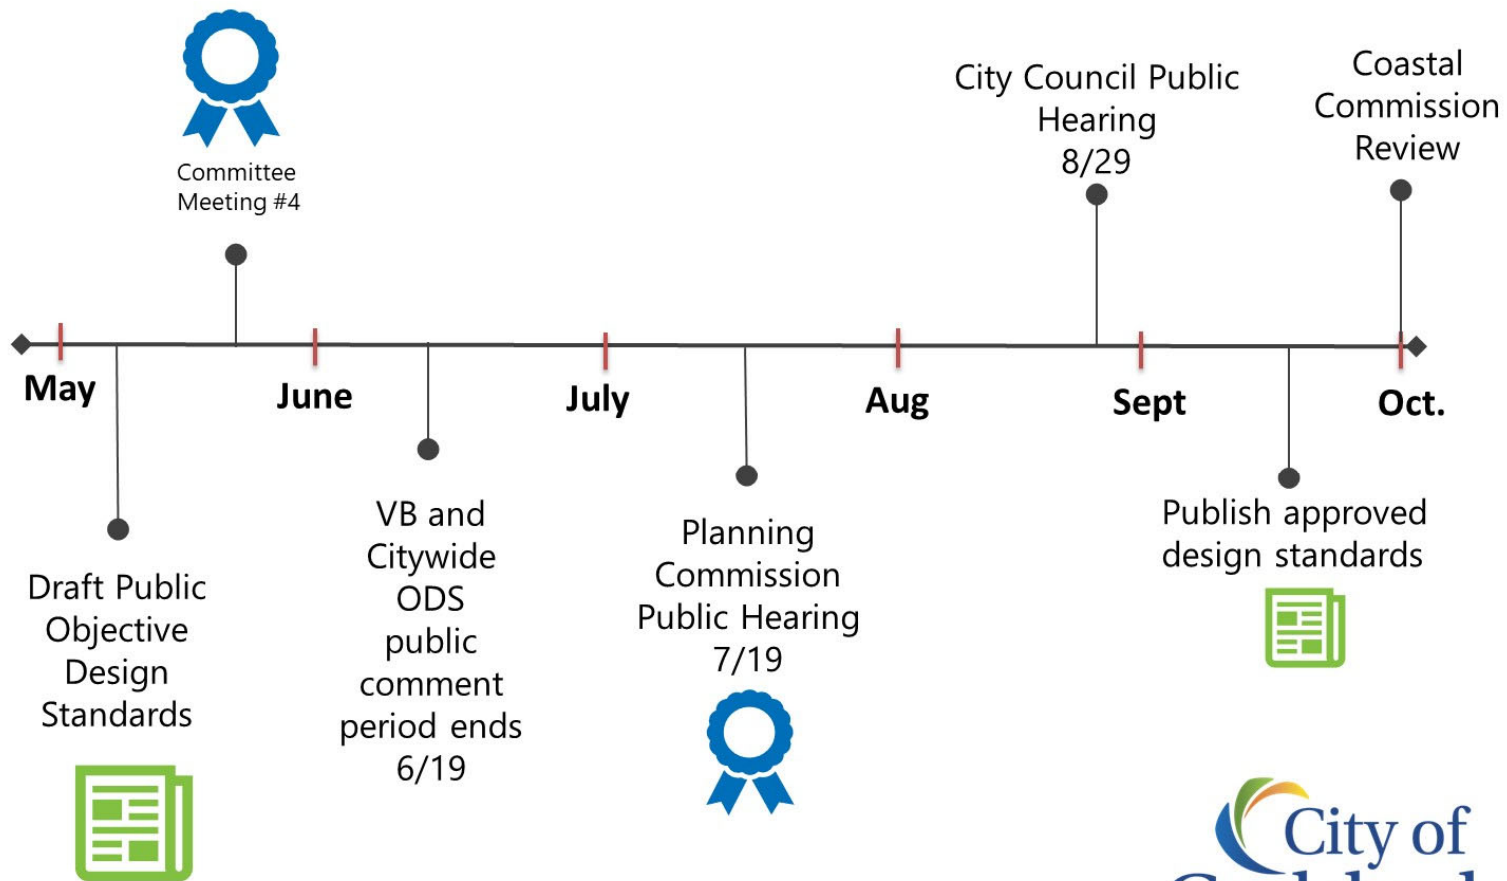 Committee
Meeting #4
City Council Public
Hearing
8/29
Coastal
Commission
Review
May
June
July
Aug
Sept
Oct.
Draft Public
Objective
Design
Standards
VB and
Citywide
ODS
public
comment
period ends
6/19
Planning
Commission
Public Hearing
7/19
Publish approved
design standards
City of